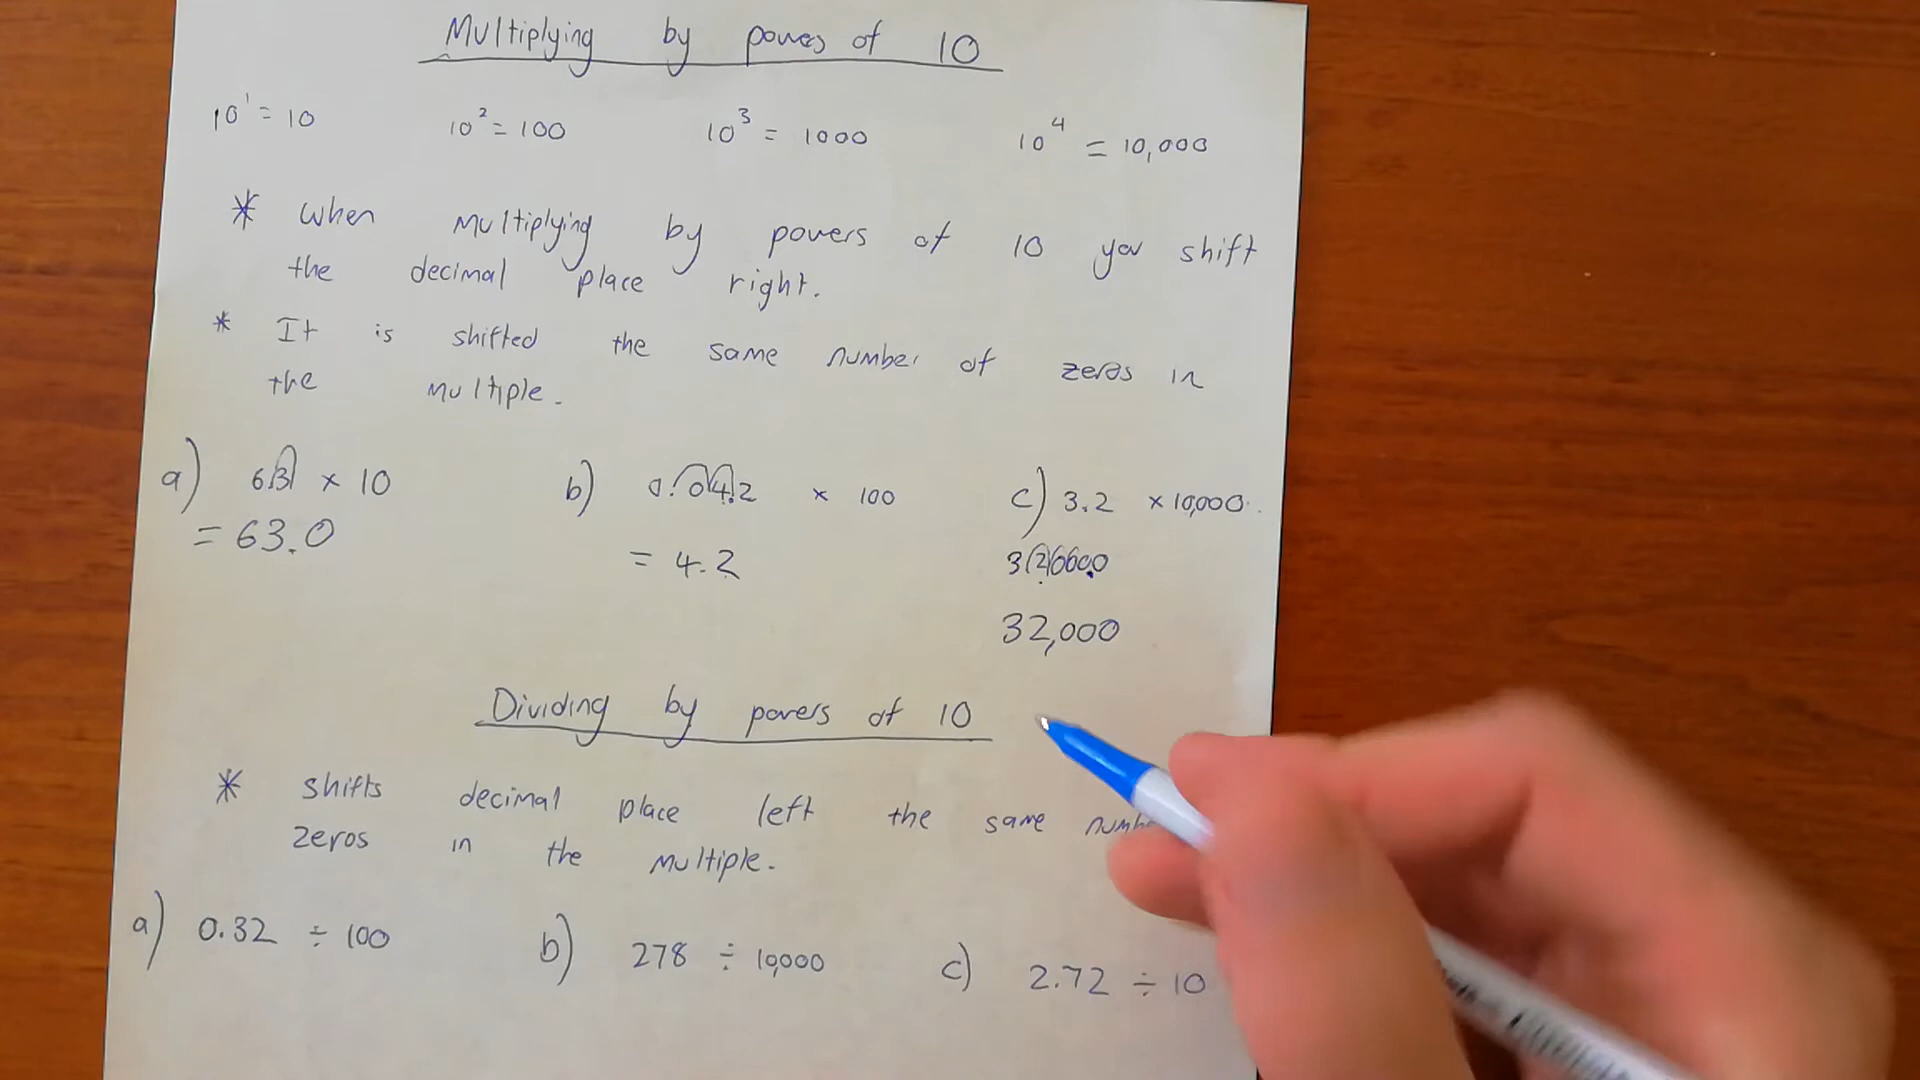 Multiplying by powers of 10
10¹ = 10 10² = 100 10³ = 1000 10⁴ = 10,000
* When multiplying by powers of 10 you shift
the decimal place right.
* It is shifted the same number of zeros in
the multiple.
a) 6.3 × 10 b) 0.042 × 100 c) 3.2 × 10,000.
= 63.0 = 4.2 3.20000
32,000
Dividing by powers of 10
* shifts decimal place left the same
zeros in the multiple.
a) 0.32 ÷ 100 b) 278 ÷ 10,000 c) 2.72 ÷ 10